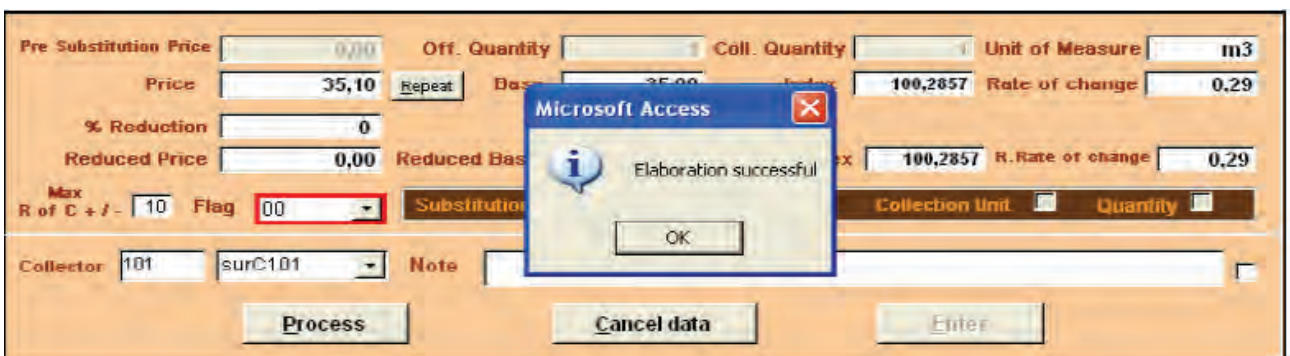 Pre Substitution Price 0,00 Off. Quantity 1 Coll. Quantity 1 Unit of Measure m3
Price 35,10 Repeat 100,2857 Rate of change 0,29
Microsoft Access
% Reduction 0
Elaboration successful
Reduced Price 0,00 Reduced 100,2857 R.Rate of change 0,29
Max
R of C + / - 10 Flag 00 Collection Unit Quantity
OK
Collector 101 surC101 Note
Process Cancel data Enter